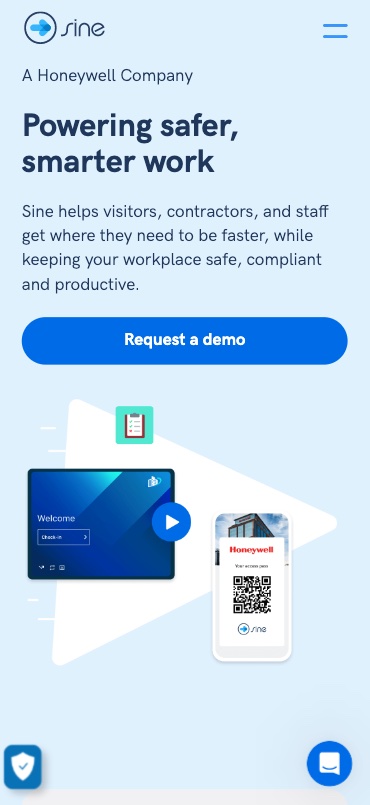 sine
A Honeywell Company
Powering safer,
smarter work
Sine helps visitors, contractors, and staff
get where they need to be faster, while
keeping your workplace safe, compliant
and productive.
Request a demo
Welcome
Check-in
Honeywell
Your access pass
sine